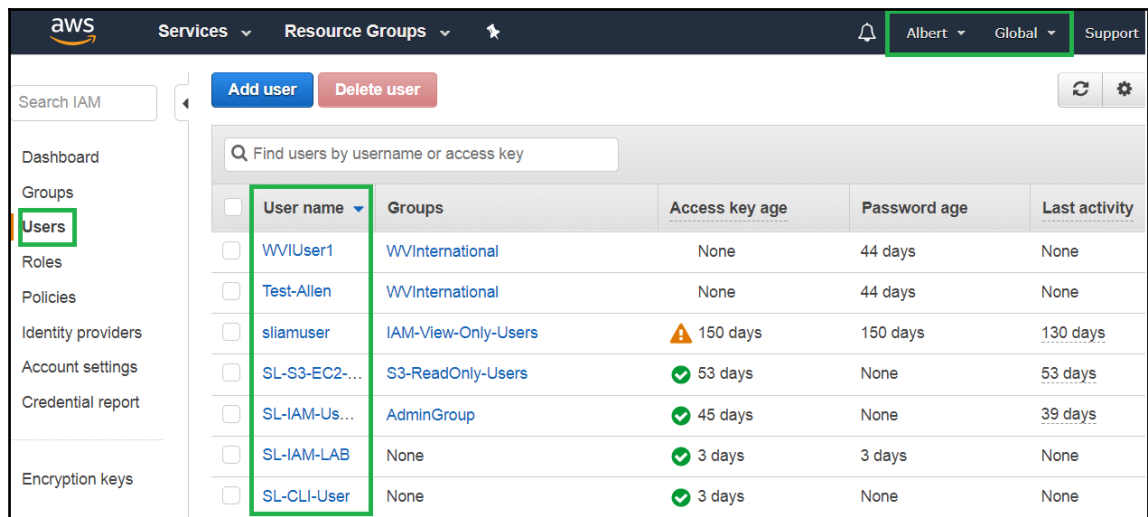 aws Services Resource Groups Albert Global Support
Search IAM
Dashboard
Groups
Users
Roles
Policies
Identity providers
Account settings
Credential report
Encryption keys
Add user Delete user
Find users by username or access key
User name Groups Access key age Password age Last activity
WVIUser1 WVInternational None 44 days None
Test-Allen WVInternational None 44 days None
sliamuser IAM-View-Only-Users 150 days 150 days 130 days
SL-S3-EC2-... S3-ReadOnly-Users 53 days None 53 days
SL-IAM-Us... AdminGroup 45 days None 39 days
SL-IAM-LAB None 3 days 3 days None
SL-CLI-User None 3 days None None